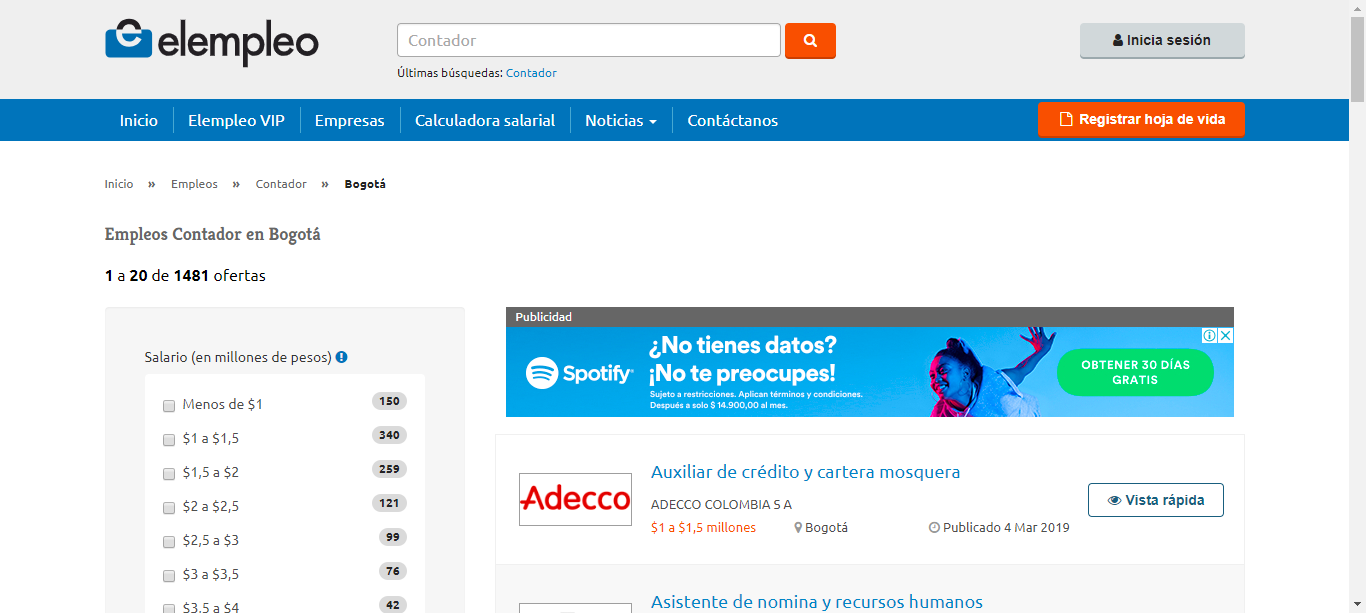 elempleo
Contador
Últimas búsquedas: Contador
Inicia sesión
Inicio
Elempleo VIP
Empresas
Calculadora salarial
Noticias
Contáctanos
Registrar hoja de vida
Inicio » Empleos » Contador » Bogotá
Empleos Contador en Bogotá
1 a 20 de 1481 ofertas
Salario (en millones de pesos)
Menos de $1 150
$1 a $1,5 340
$1,5 a $2 259
$2 a $2,5 121
$2,5 a $3 99
$3 a $3,5 76
$3,5 a $4 42
Publicidad
Spotify
¿No tienes datos?
¡No te preocupes!
Sujeto a restricciones. Aplican términos y condiciones.
Después a solo $ 14.900,00 al mes.
OBTENER 30 DÍAS
GRATIS
Adecco
Auxiliar de crédito y cartera mosquera
ADECCO COLOMBIA S A
$1 a $1,5 millones Bogotá Publicado 4 Mar 2019
Vista rápida
Asistente de nomina y recursos humanos